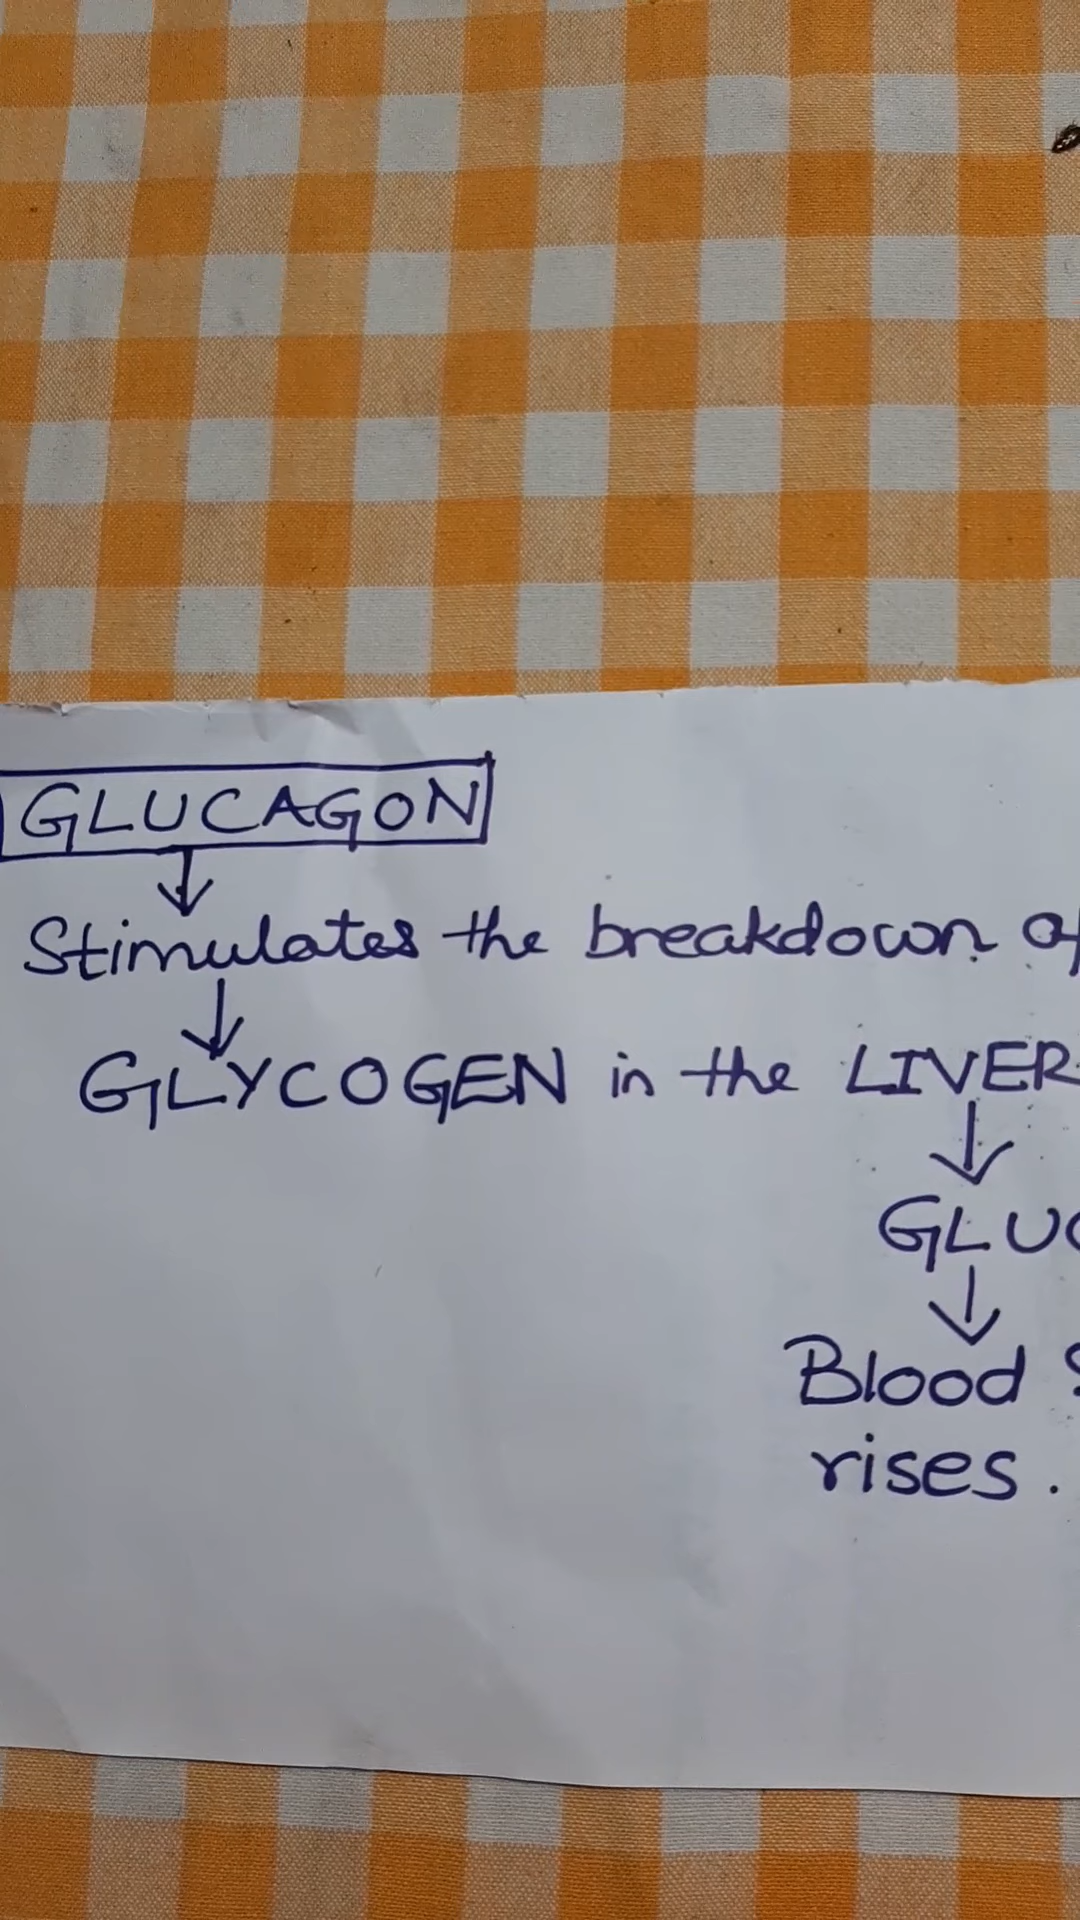 GLUCAGON
Stimulates the breakdown
GLYCOGEN in the LIVER
Blood
rises.